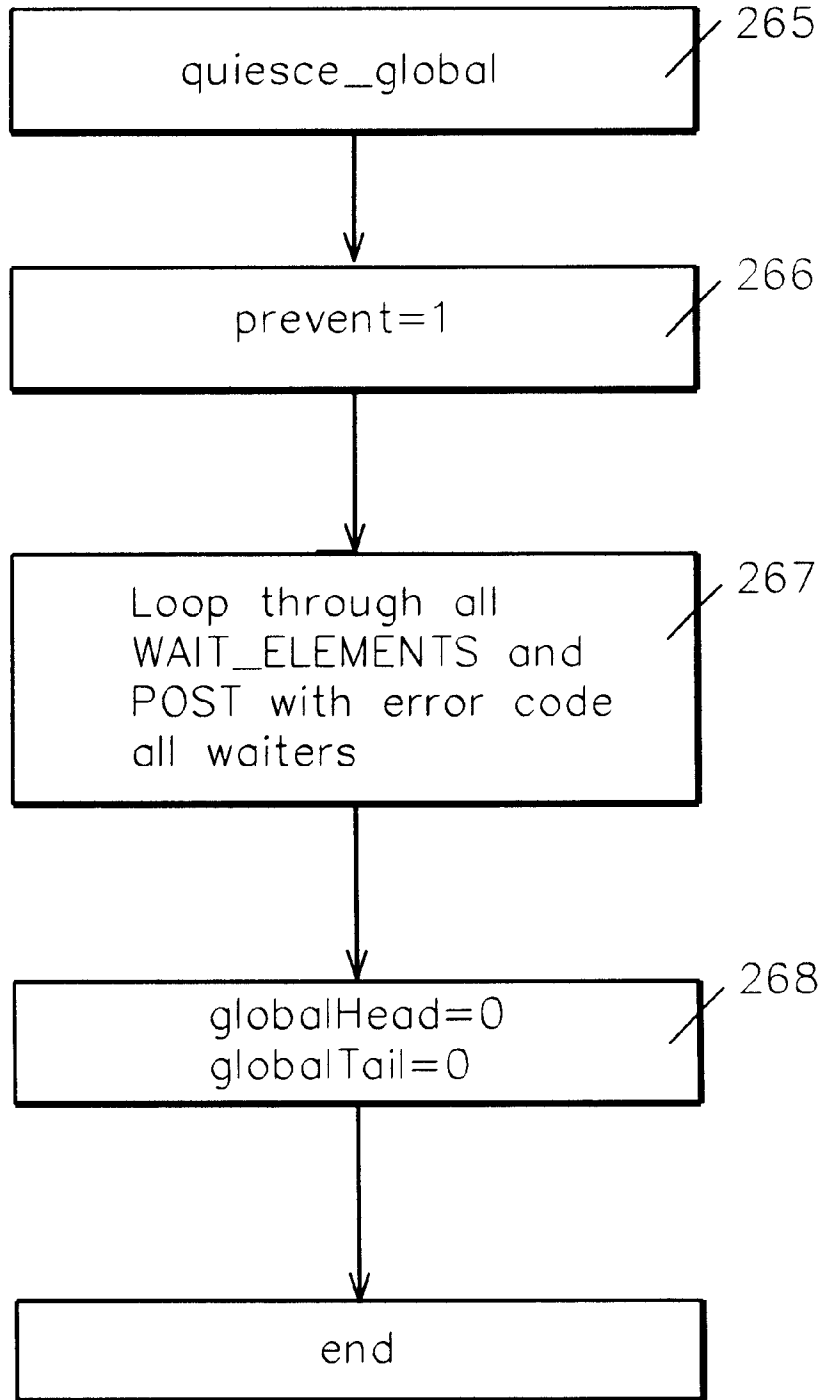 265
quiesce_global
266
prevent=1
267
Loop through all
WAIT_ELEMENTS and
POST with error code
all waiters
268
globalHead=0
globalTail=0
end